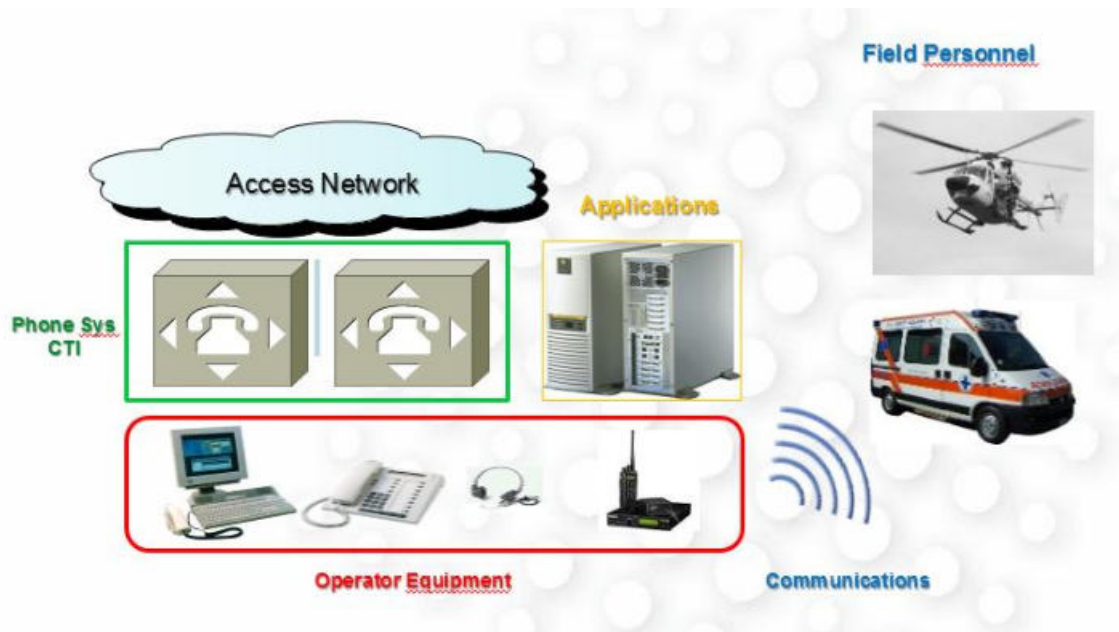 Field Personnel
Access Network
Applications
Phone Sys
CTI
Operator Equipment
Communications